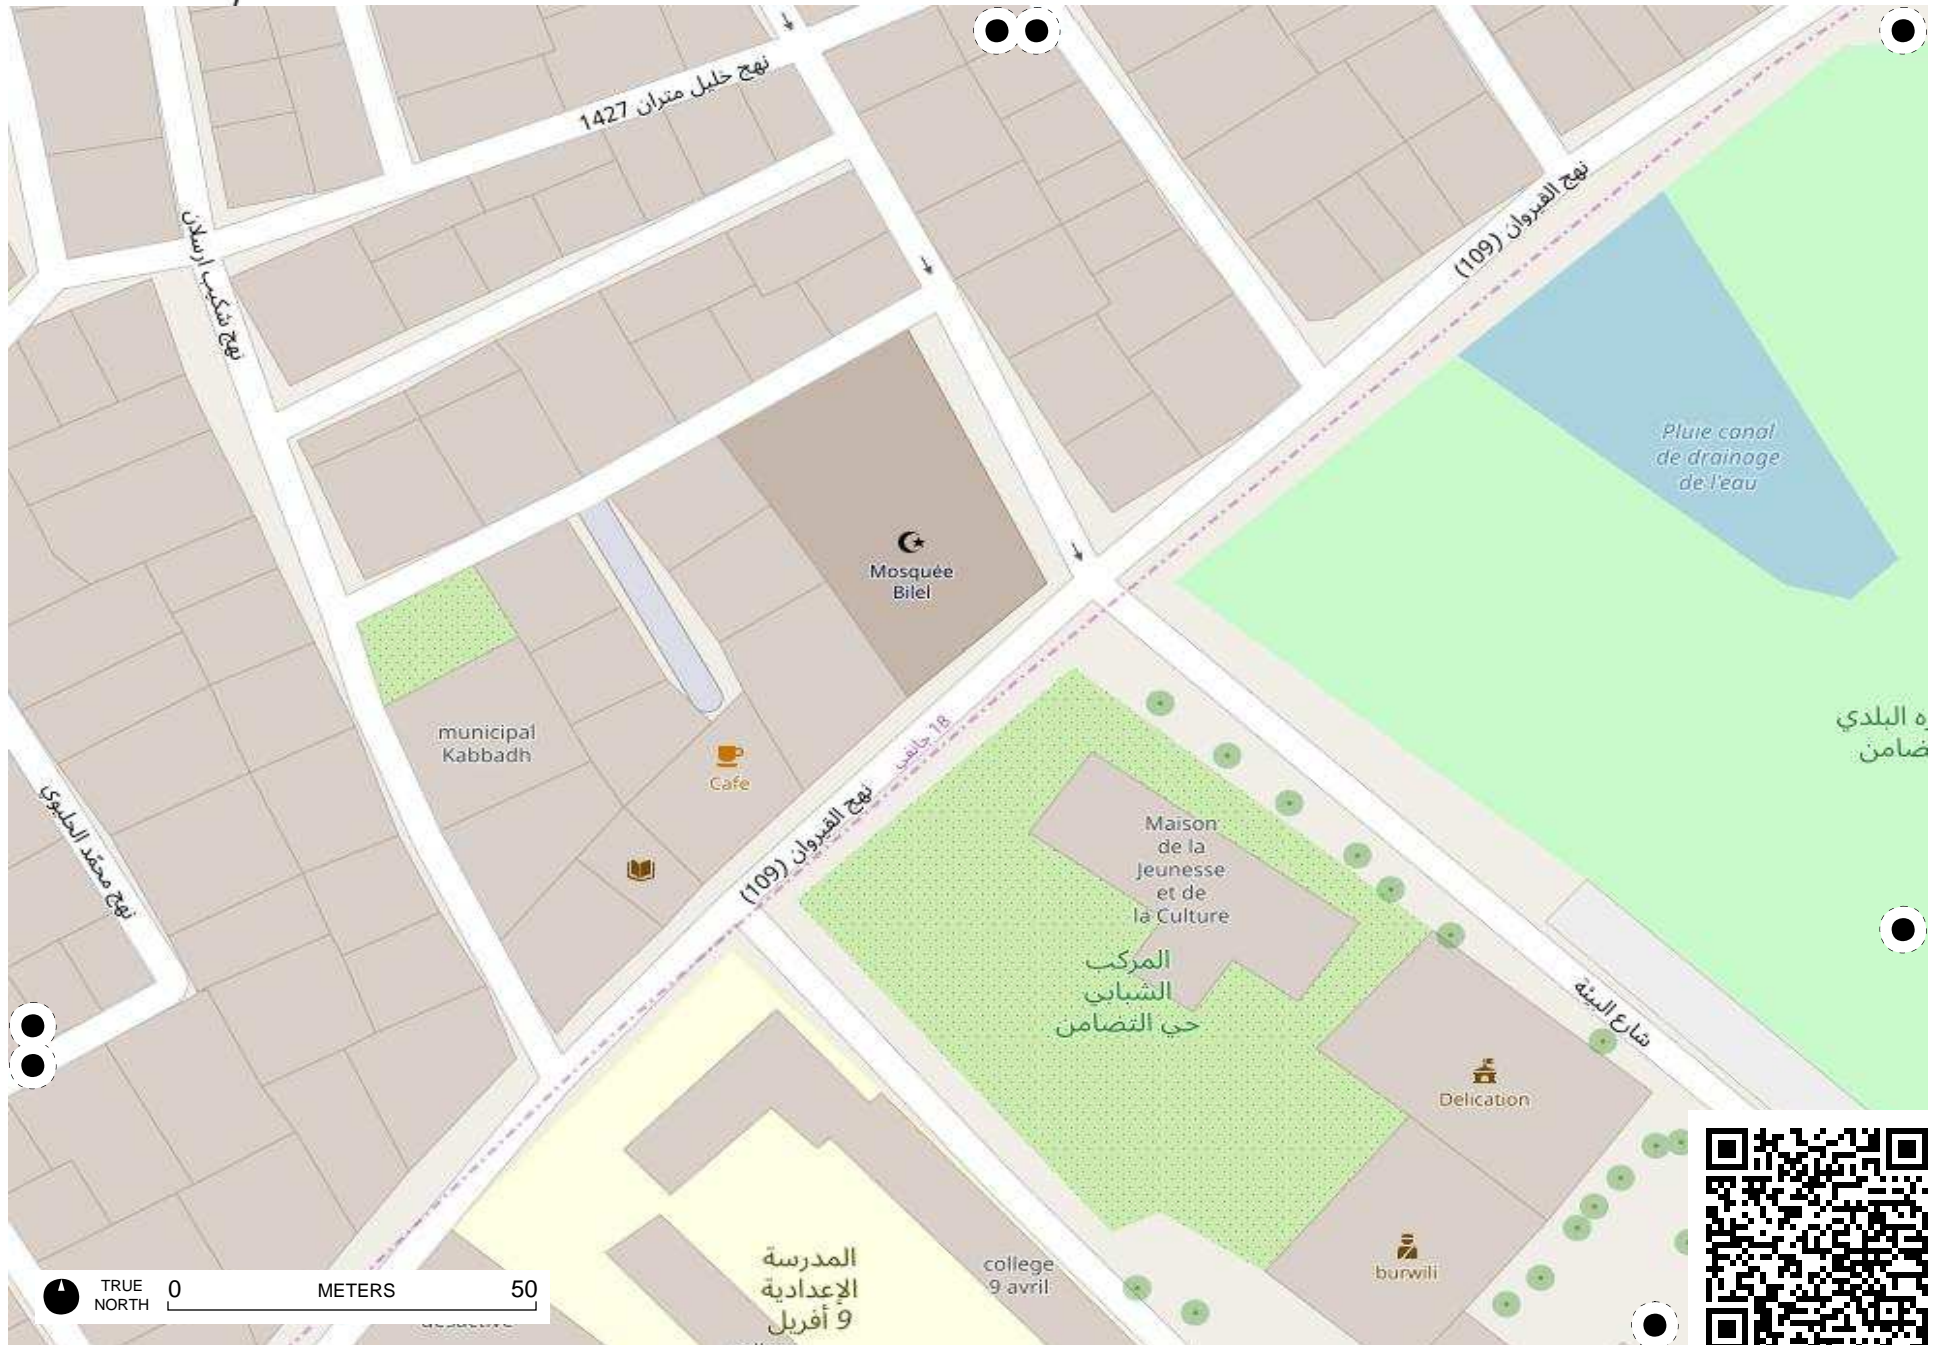 نهج خليل متران 1427
نهج شكيب ارسلان
نهج القيروان (109)
Pluie canal
de drainage
de l'eau
Mosquée
Bilel
municipal
Kabbadh
Cafe
18 جانفي
نهج القيروان (109)
نهج محمّد الحليوي
Maison
de la
Jeunesse
et de
la Culture
المركب
الشبابي
حي التضامن
شارع البيئة
Delication
burwili
college
9 avril
المدرسة
الإعدادية
9 أفريل
TRUE
NORTH
0 METERS 50